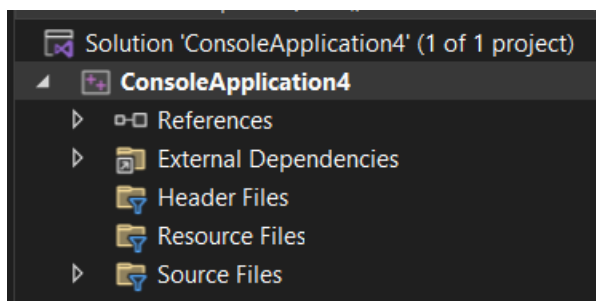 Solution 'ConsoleApplication4' (1 of 1 project)
ConsoleApplication4
References
External Dependencies
Header Files
Resource Files
Source Files